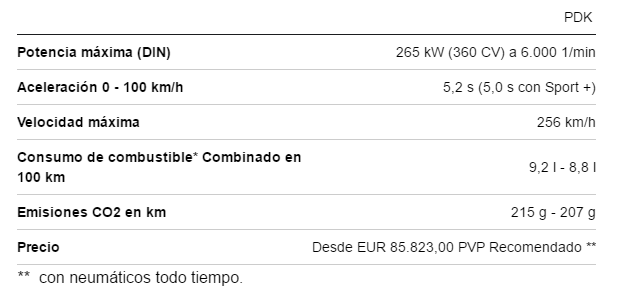 PDK
Potencia máxima (DIN) 265 kW (360 CV) a 6.000 1/min
Aceleración 0 - 100 km/h 5,2 s (5,0 s con Sport +)
Velocidad máxima 256 km/h
Consumo de combustible* Combinado en
100 km 9,2 l - 8,8 l
Emisiones CO2 en km 215 g - 207 g
Precio Desde EUR 85.823,00 PVP Recomendado **
** con neumáticos todo tiempo.